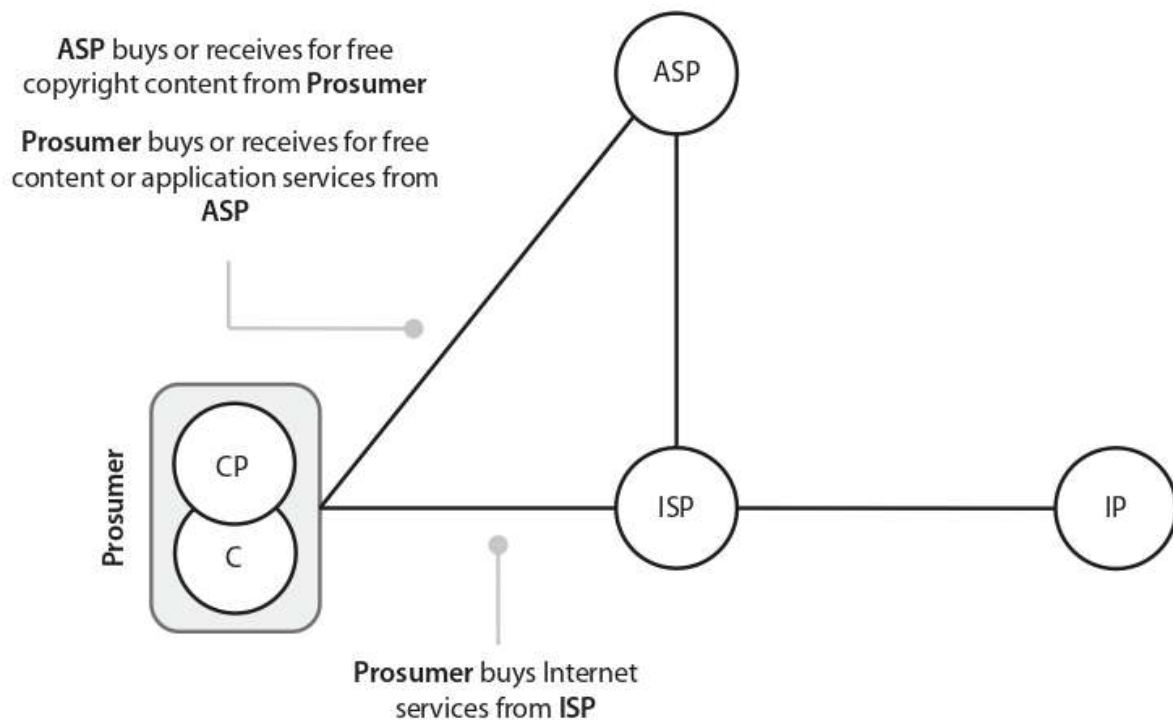 ASP buys or receives for free
copyright content from Prosumer
Prosumer buys or receives for free
content or application services from
ASP
ASP
Prosumer
CP
C
ISP
IP
Prosumer buys Internet
services from ISP